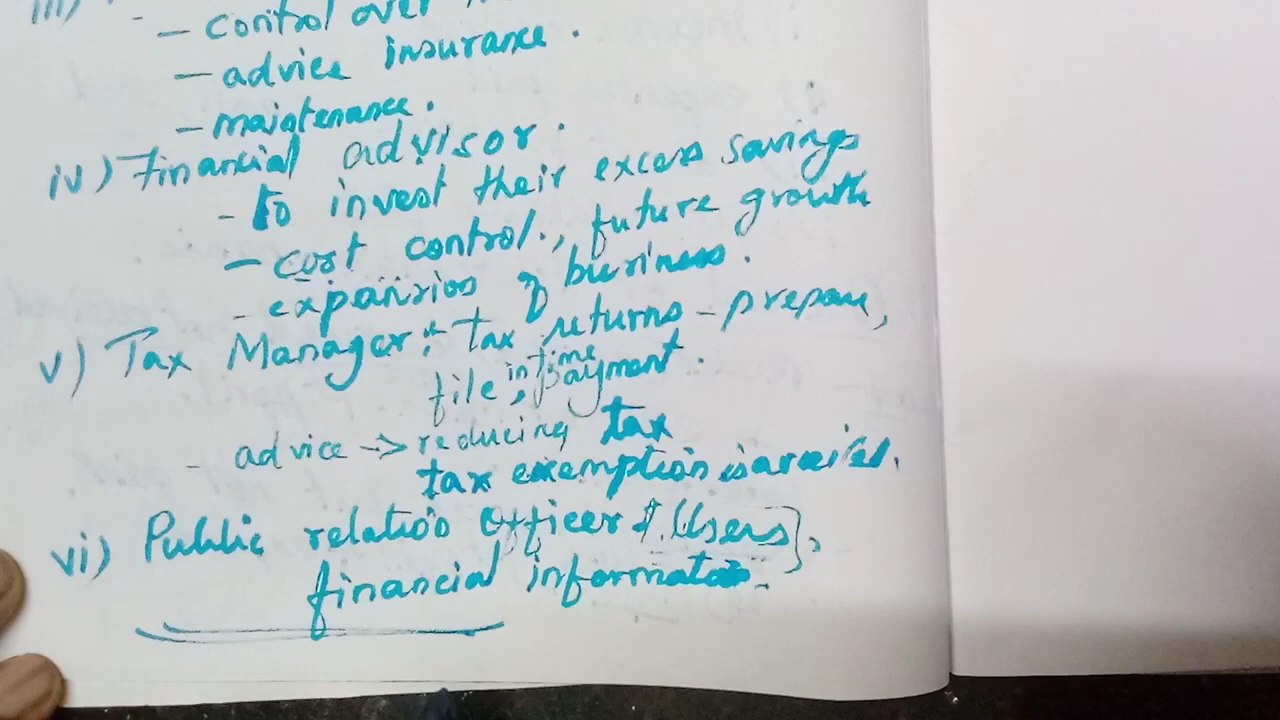 iii)
- control over
- advice insurance.
- maintenance.
iv) Financial advisor.
- to invest their excess savings
- cost control., future growth
- expansion of business.
v) Tax Manager: tax returns - prepare,
file, in time payment.
- advice -> reducing tax
tax exemption is
vi) Public relation Officer {Users},
financial information.